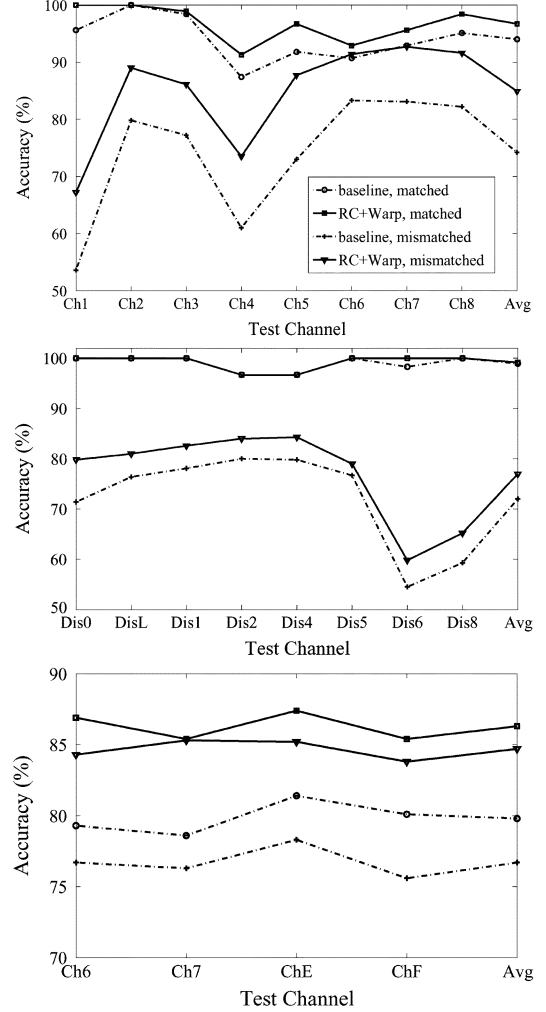 100
90
80
70
60
50
Accuracy (%)
baseline, matched
RC+Warp, matched
baseline, mismatched
RC+Warp, mismatched
Ch1 Ch2 Ch3 Ch4 Ch5 Ch6 Ch7 Ch8 Avg
Test Channel
100
90
80
70
60
50
Accuracy (%)
Dis0 DisL Dis1 Dis2 Dis4 Dis5 Dis6 Dis8 Avg
Test Channel
90
85
80
75
70
Accuracy (%)
Ch6 Ch7 ChE ChF Avg
Test Channel